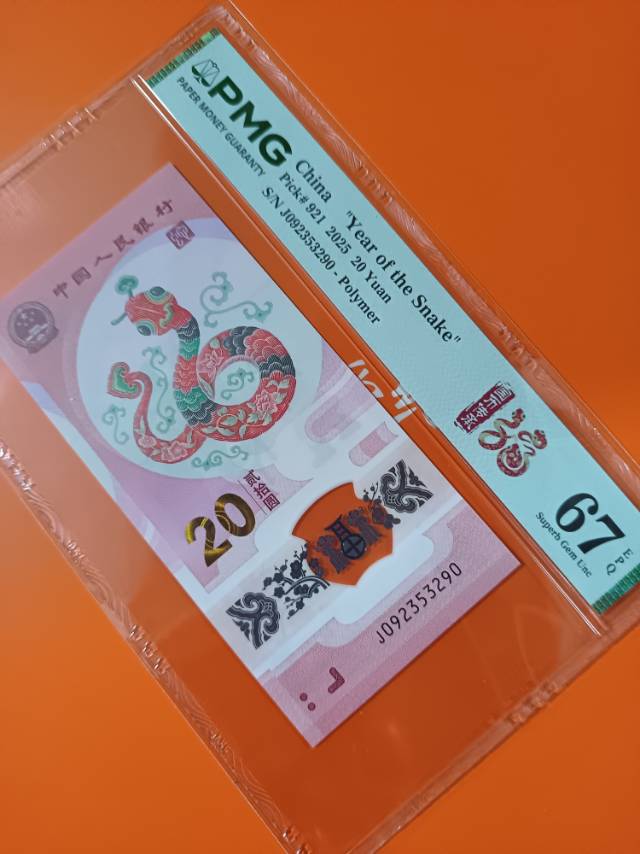 PMG
PAPER MONEY GUARANTY
China
Pick# 921 2025 20 Yuan
S/N J092353290 - Polymer
"Year of the Snake"
67
EPQ
Superb Gem Unc
中国人民银行
20
贰拾圆
J092353290